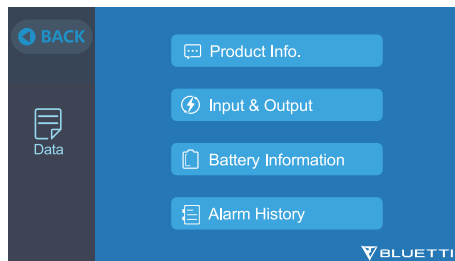 BACK
Data
Product Info.
Input & Output
Battery Information
Alarm History
BLUETTI